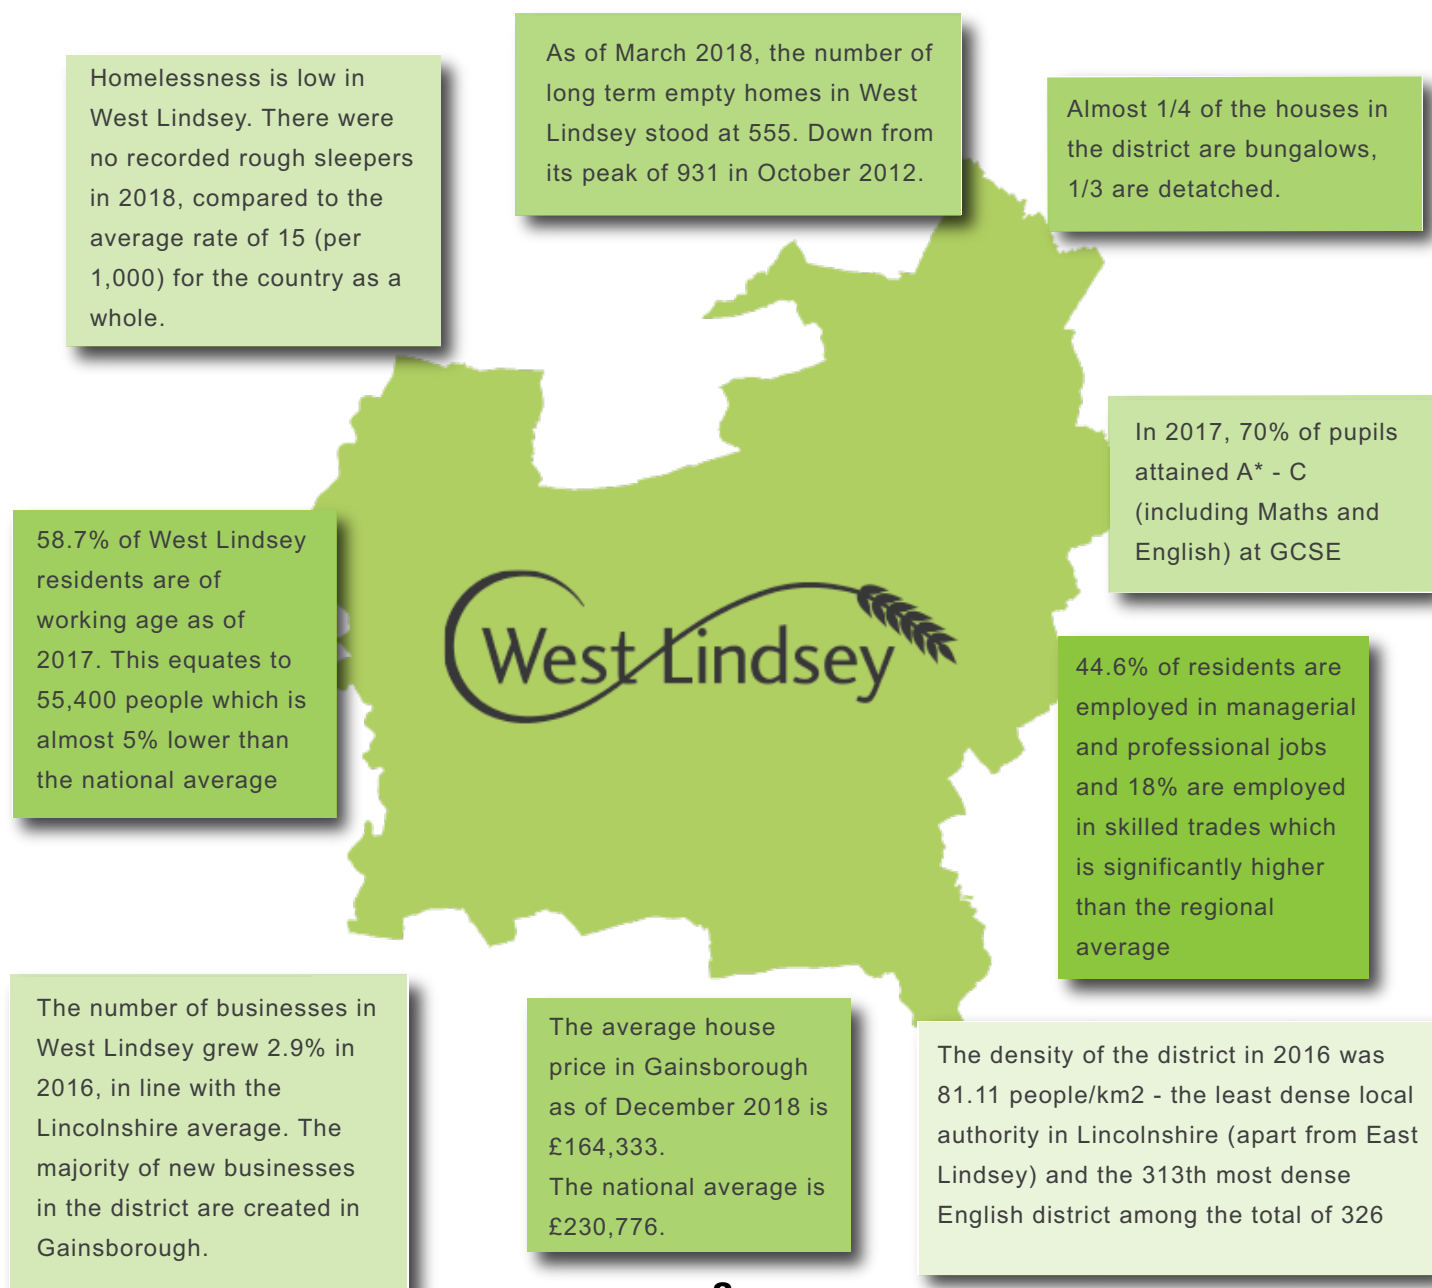 Homelessness is low in
West Lindsey. There were
no recorded rough sleepers
in 2018, compared to the
average rate of 15 (per
1,000) for the country as a
whole.
As of March 2018, the number of
long term empty homes in West
Lindsey stood at 555. Down from
its peak of 931 in October 2012.
Almost 1/4 of the houses in
the district are bungalows,
1/3 are detatched.
In 2017, 70% of pupils
attained A* - C
(including Maths and
English) at GCSE
58.7% of West Lindsey
residents are of
working age as of
2017. This equates to
55,400 people which is
almost 5% lower than
the national average
West Lindsey
44.6% of residents are
employed in managerial
and professional jobs
and 18% are employed
in skilled trades which
is significantly higher
than the regional
average
The number of businesses in
West Lindsey grew 2.9% in
2016, in line with the
Lincolnshire average. The
majority of new businesses
in the district are created in
Gainsborough.
The average house
price in Gainsborough
as of December 2018 is
£164,333.
The national average is
£230,776.
The density of the district in 2016 was
81.11 people/km2 - the least dense local
authority in Lincolnshire (apart from East
Lindsey) and the 313th most dense
English district among the total of 326